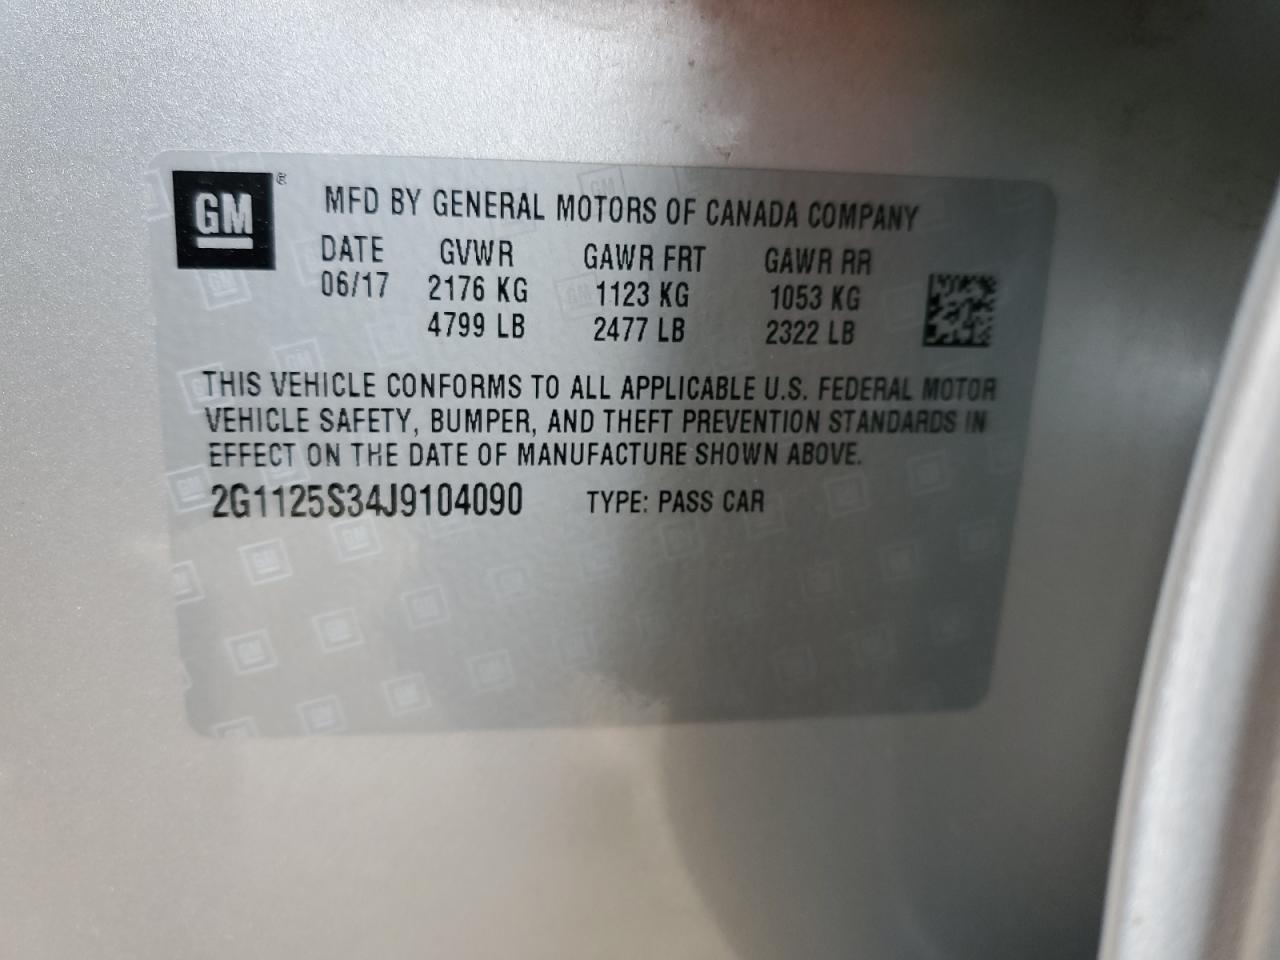 GM ®
MFD BY GENERAL MOTORS OF CANADA COMPANY
DATE GVWR GAWR FRT GAWR RR
06/17 2176 KG 1123 KG 1053 KG
4799 LB 2477 LB 2322 LB
THIS VEHICLE CONFORMS TO ALL APPLICABLE U.S. FEDERAL MOTOR
VEHICLE SAFETY, BUMPER, AND THEFT PREVENTION STANDARDS IN
EFFECT ON THE DATE OF MANUFACTURE SHOWN ABOVE.
2G1125S34J9104090 TYPE: PASS CAR